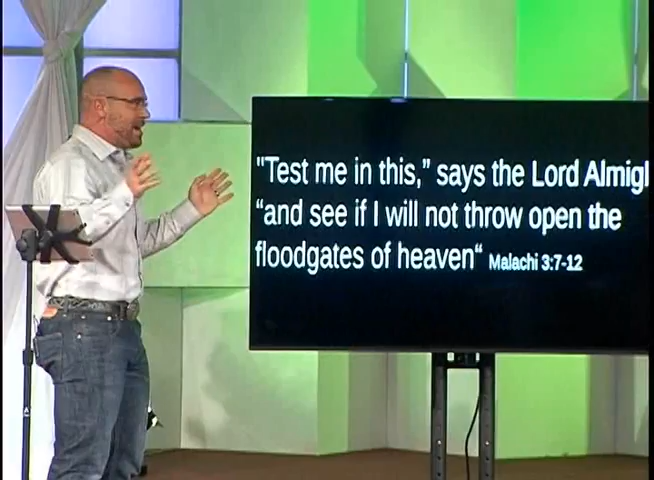 "Test me in this,” says the Lord Almigl
“and see if I will not throw open the
floodgates of heaven“ Malachi 3:7-12